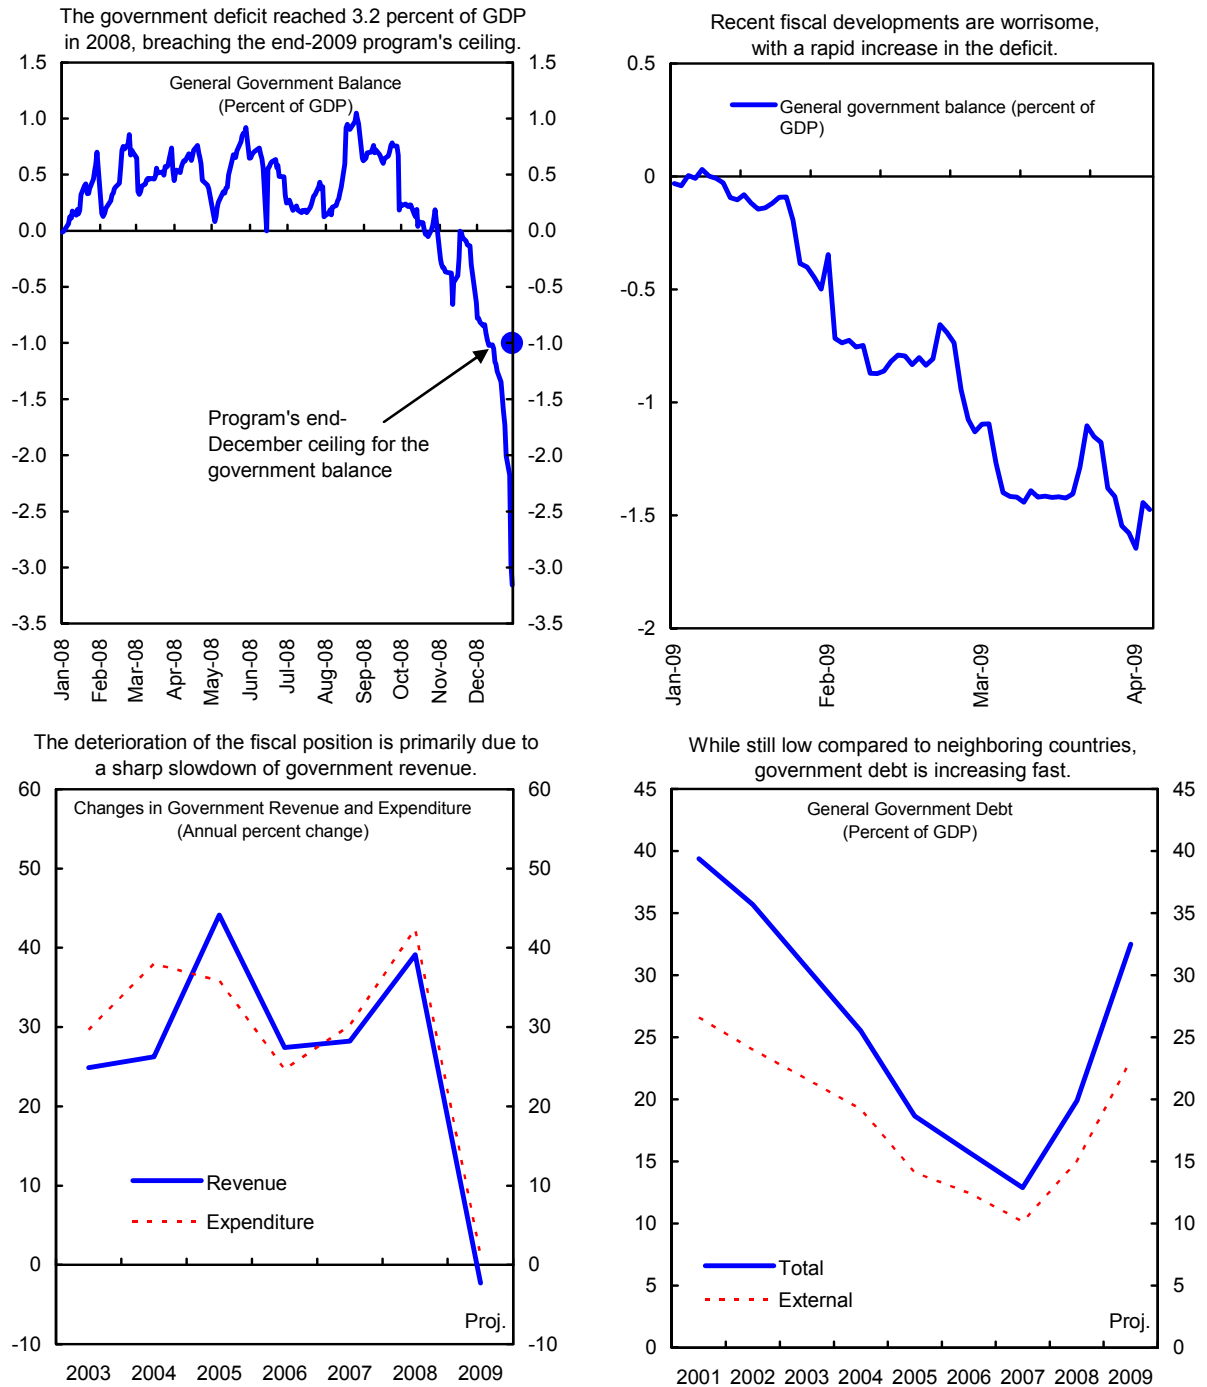 The government deficit reached 3.2 percent of GDP
in 2008, breaching the end-2009 program's ceiling.
1.5
1.0
0.5
0.0
-0.5
-1.0
-1.5
-2.0
-2.5
-3.0
-3.5
General Government Balance
(Percent of GDP)
Program's end-
December ceiling for the
government balance
1.5
1.0
0.5
0.0
-0.5
-1.0
-1.5
-2.0
-2.5
-3.0
-3.5
Jan-08
Feb-08
Mar-08
Apr-08
May-08
Jun-08
Jul-08
Aug-08
Sep-08
Oct-08
Nov-08
Dec-08
Recent fiscal developments are worrisome,
with a rapid increase in the deficit.
0.5
0
-0.5
-1
-1.5
-2
General government balance (percent of
GDP)
Jan-09
Feb-09
Mar-09
Apr-09
The deterioration of the fiscal position is primarily due to
a sharp slowdown of government revenue.
60
50
40
30
20
10
0
-10
Changes in Government Revenue and Expenditure
(Annual percent change)
Revenue
Expenditure
Proj.
60
50
40
30
20
10
0
-10
2003 2004 2005 2006 2007 2008 2009
While still low compared to neighboring countries,
government debt is increasing fast.
45
40
35
30
25
20
15
10
5
0
General Government Debt
(Percent of GDP)
Total
External
Proj.
45
40
35
30
25
20
15
10
5
0
2001 2002 2003 2004 2005 2006 2007 2008 2009